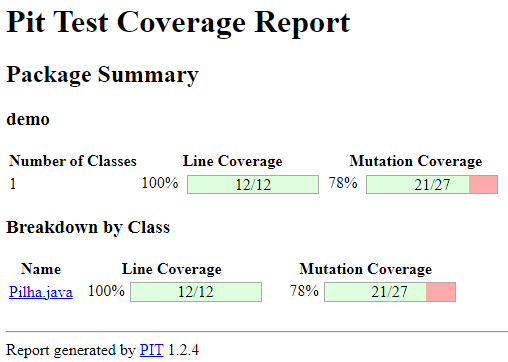 Pit Test Coverage Report
Package Summary
demo
Number of Classes Line Coverage Mutation Coverage
1 100% 12/12 78% 21/27
Breakdown by Class
Name Line Coverage Mutation Coverage
Pilha.java 100% 12/12 78% 21/27
Report generated by PIT 1.2.4